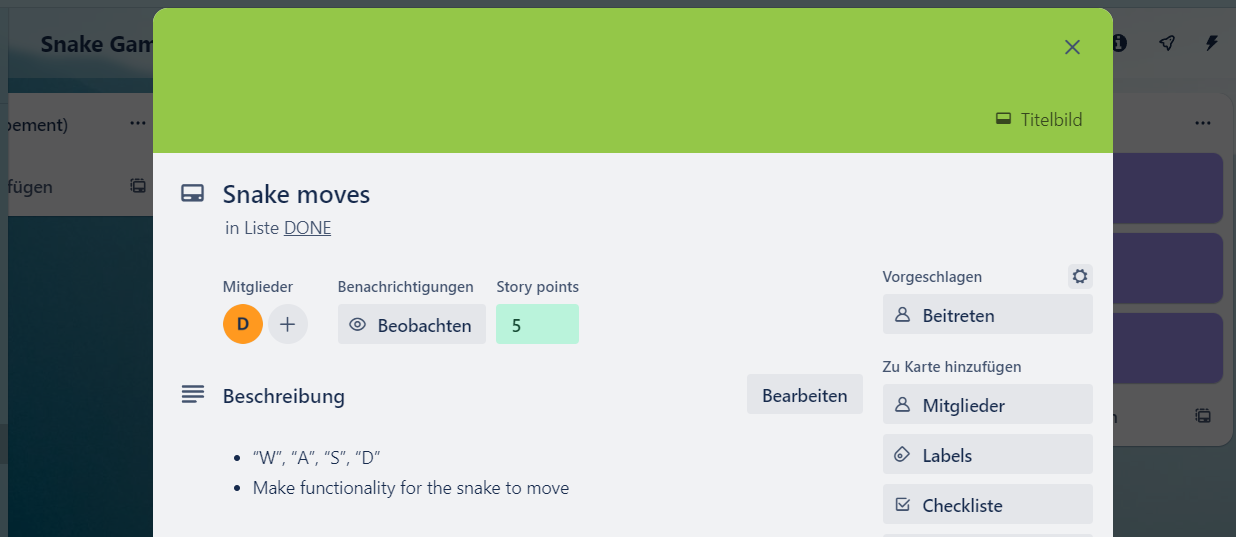 Snake Gam
pement)
fügen
Titelbild
Snake moves
in Liste DONE
Mitglieder
Benachrichtigungen
Story points
D
Beobachten
5
Vorgeschlagen
Beitreten
Beschreibung
Bearbeiten
Zu Karte hinzufügen
Mitglieder
“W”, “A”, “S”, “D”
Make functionality for the snake to move
Labels
Checkliste